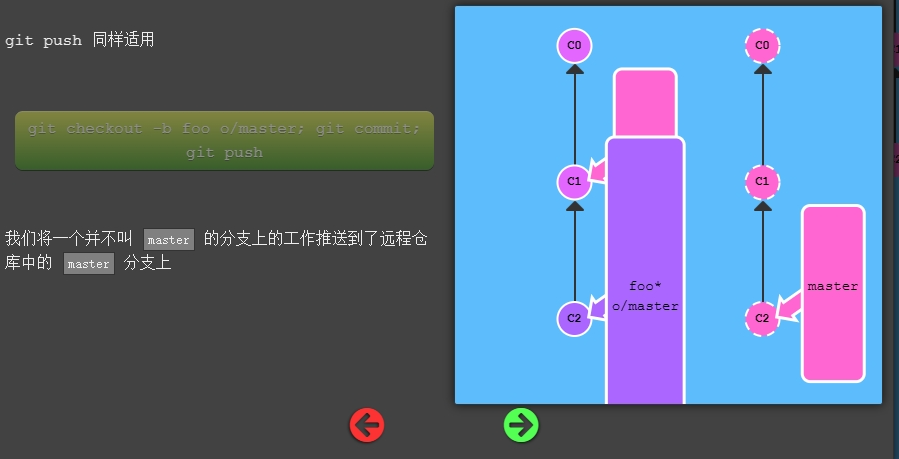 git push 同样适用
git checkout -b foo o/master; git commit;
git push
我们将一个并不叫 master 的分支上的工作推送到了远程仓
库中的 master 分支上
C0
C1
C2
foo*
o/master
C0
C1
C2
master